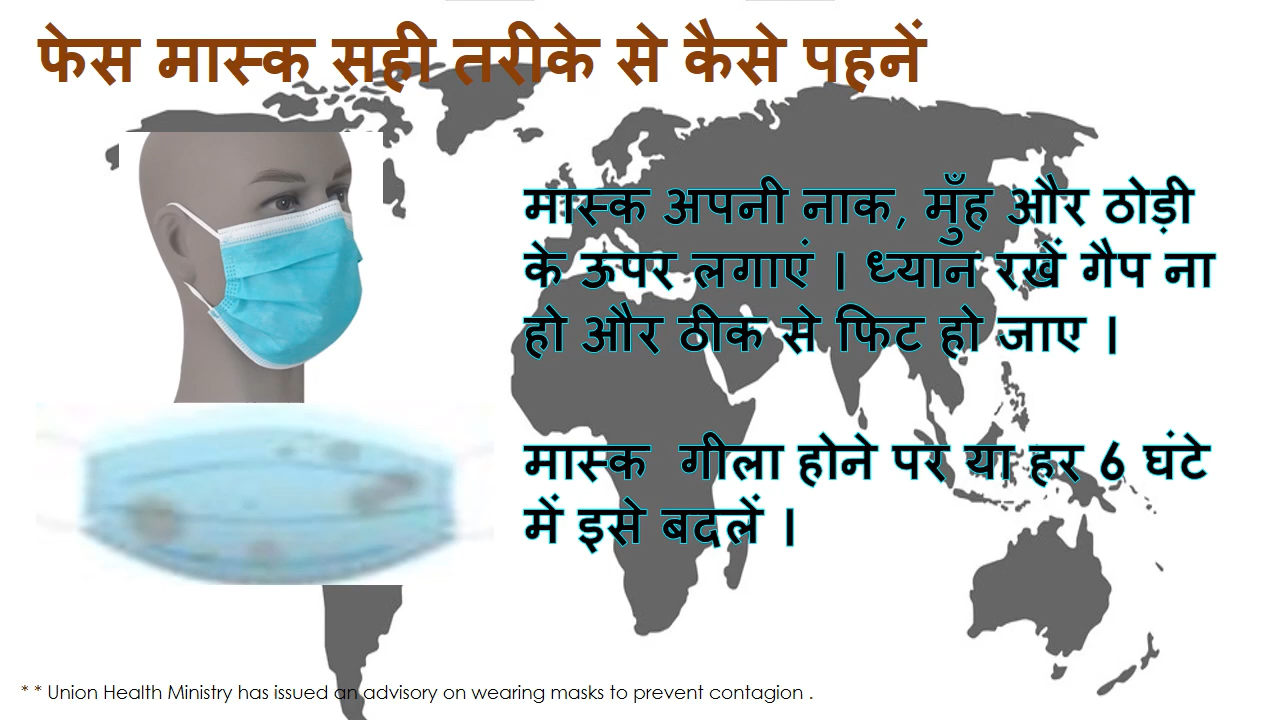 फेस मास्क सही तरीके से कैसे पहनें
मास्क अपनी नाक, मुँह और ठोड़ी
के ऊपर लगाएं | ध्यान रखें गैप ना
हो और ठीक से फिट हो जाए |
मास्क  गीला होने पर या हर 6 घंटे
में इसे बदलें |
* * Union Health Ministry has issued an advisory on wearing masks to prevent contagion .